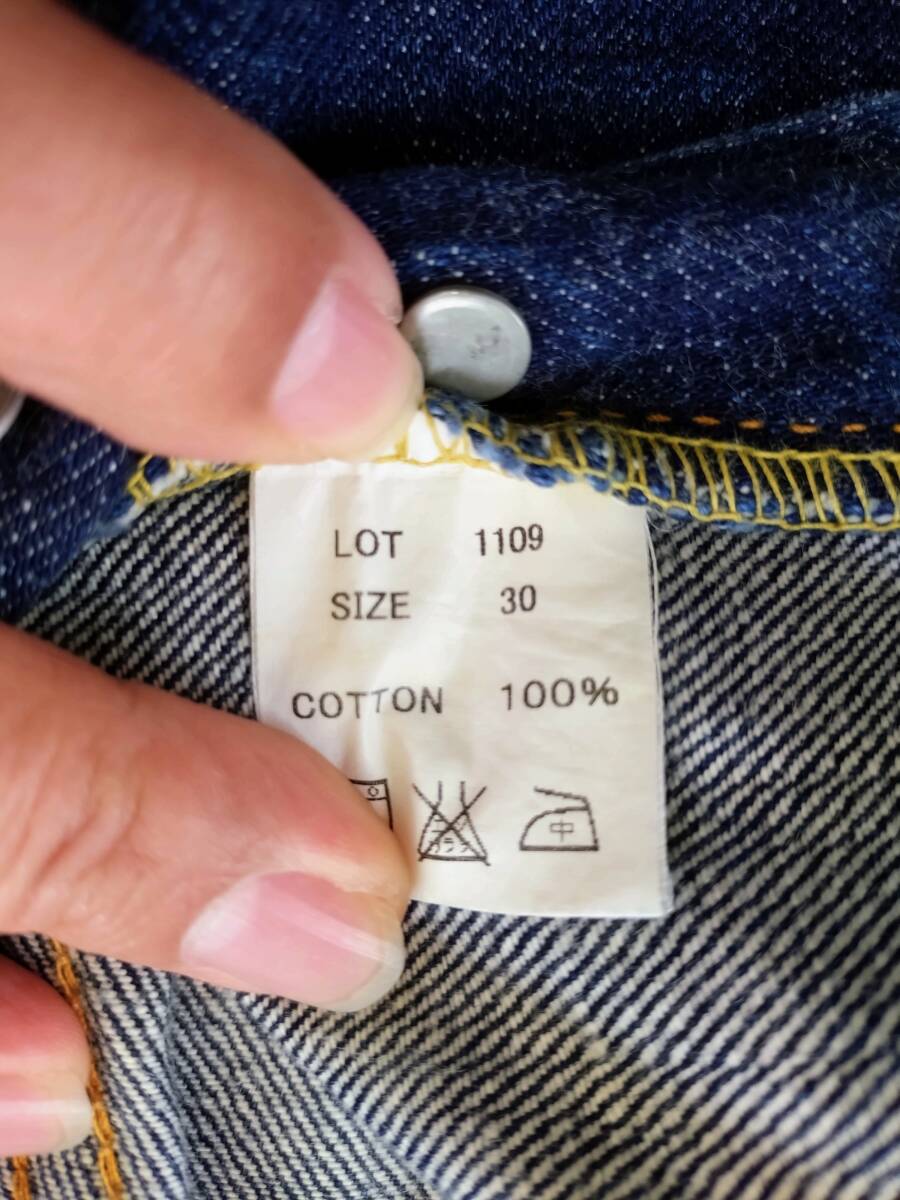 LOT 1109
SIZE 30
COTTON 100%
中